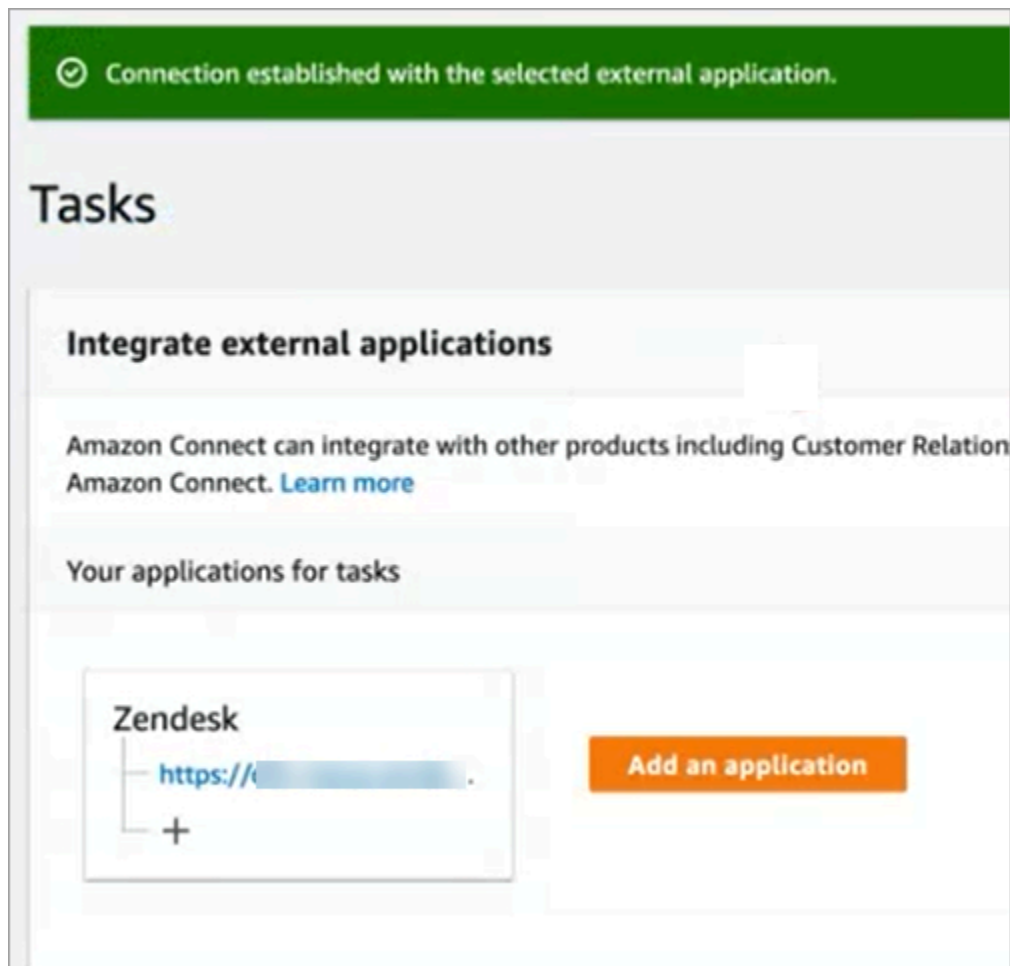 Connection established with the selected external application.
Tasks
Integrate external applications
Amazon Connect can integrate with other products including Customer Relation
Amazon Connect. Learn more
Your applications for tasks
Zendesk
https://
+
Add an application